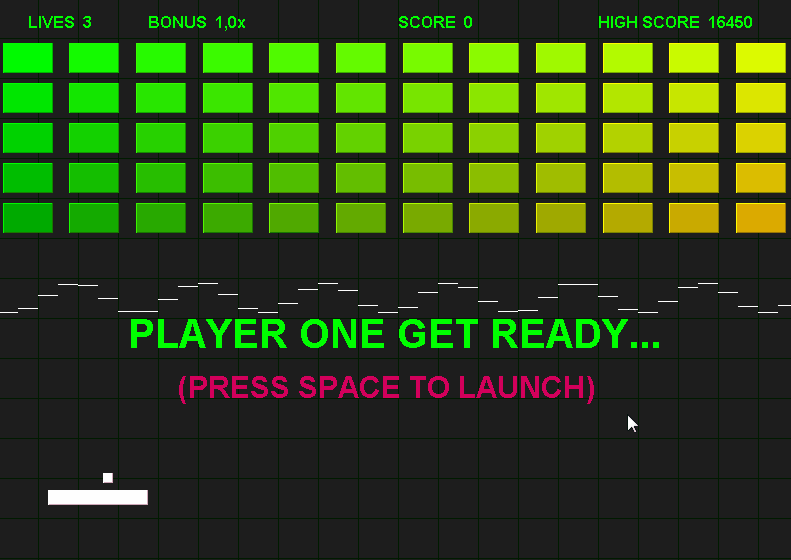 LIVES 3 BONUS 1,0x SCORE 0 HIGH SCORE 16450
PLAYER ONE GET READY...
(PRESS SPACE TO LAUNCH)